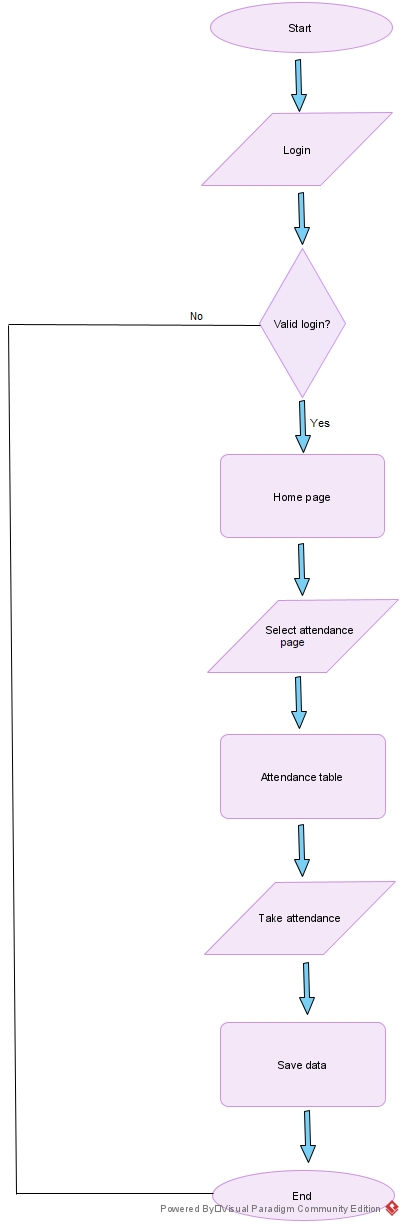 Start
Login
Valid login?
No
Yes
Home page
Select attendance
page
Attendance table
Take attendance
Save data
End
Powered By Visual Paradigm Community Edition